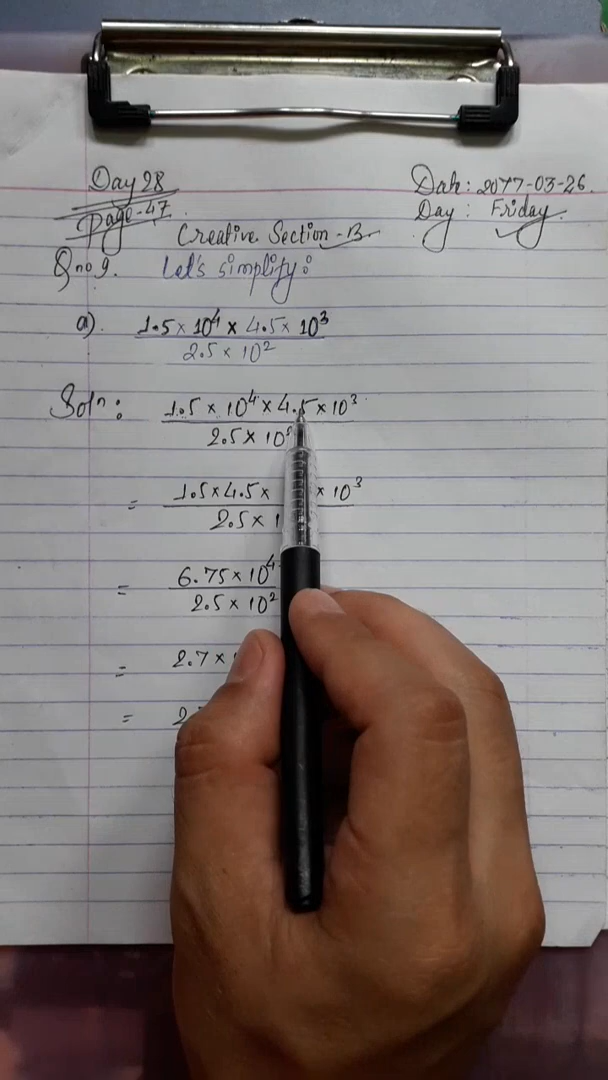 Day 28
Date: 2077-03-26.
Page-47.
Day: Friday
Creative Section-B
Q no 9. Let's simplify:
a). 1.5 × 10⁴ × 4.5 × 10³
2.5 × 10²
Soln: 1.5 × 10⁴ × 4.5 × 10³
2.5 × 10
= 1.5 × 4.5 × × 10³
2.5 ×
= 6.75 × 10⁴
2.5 × 10²
= 2.7 ×
=